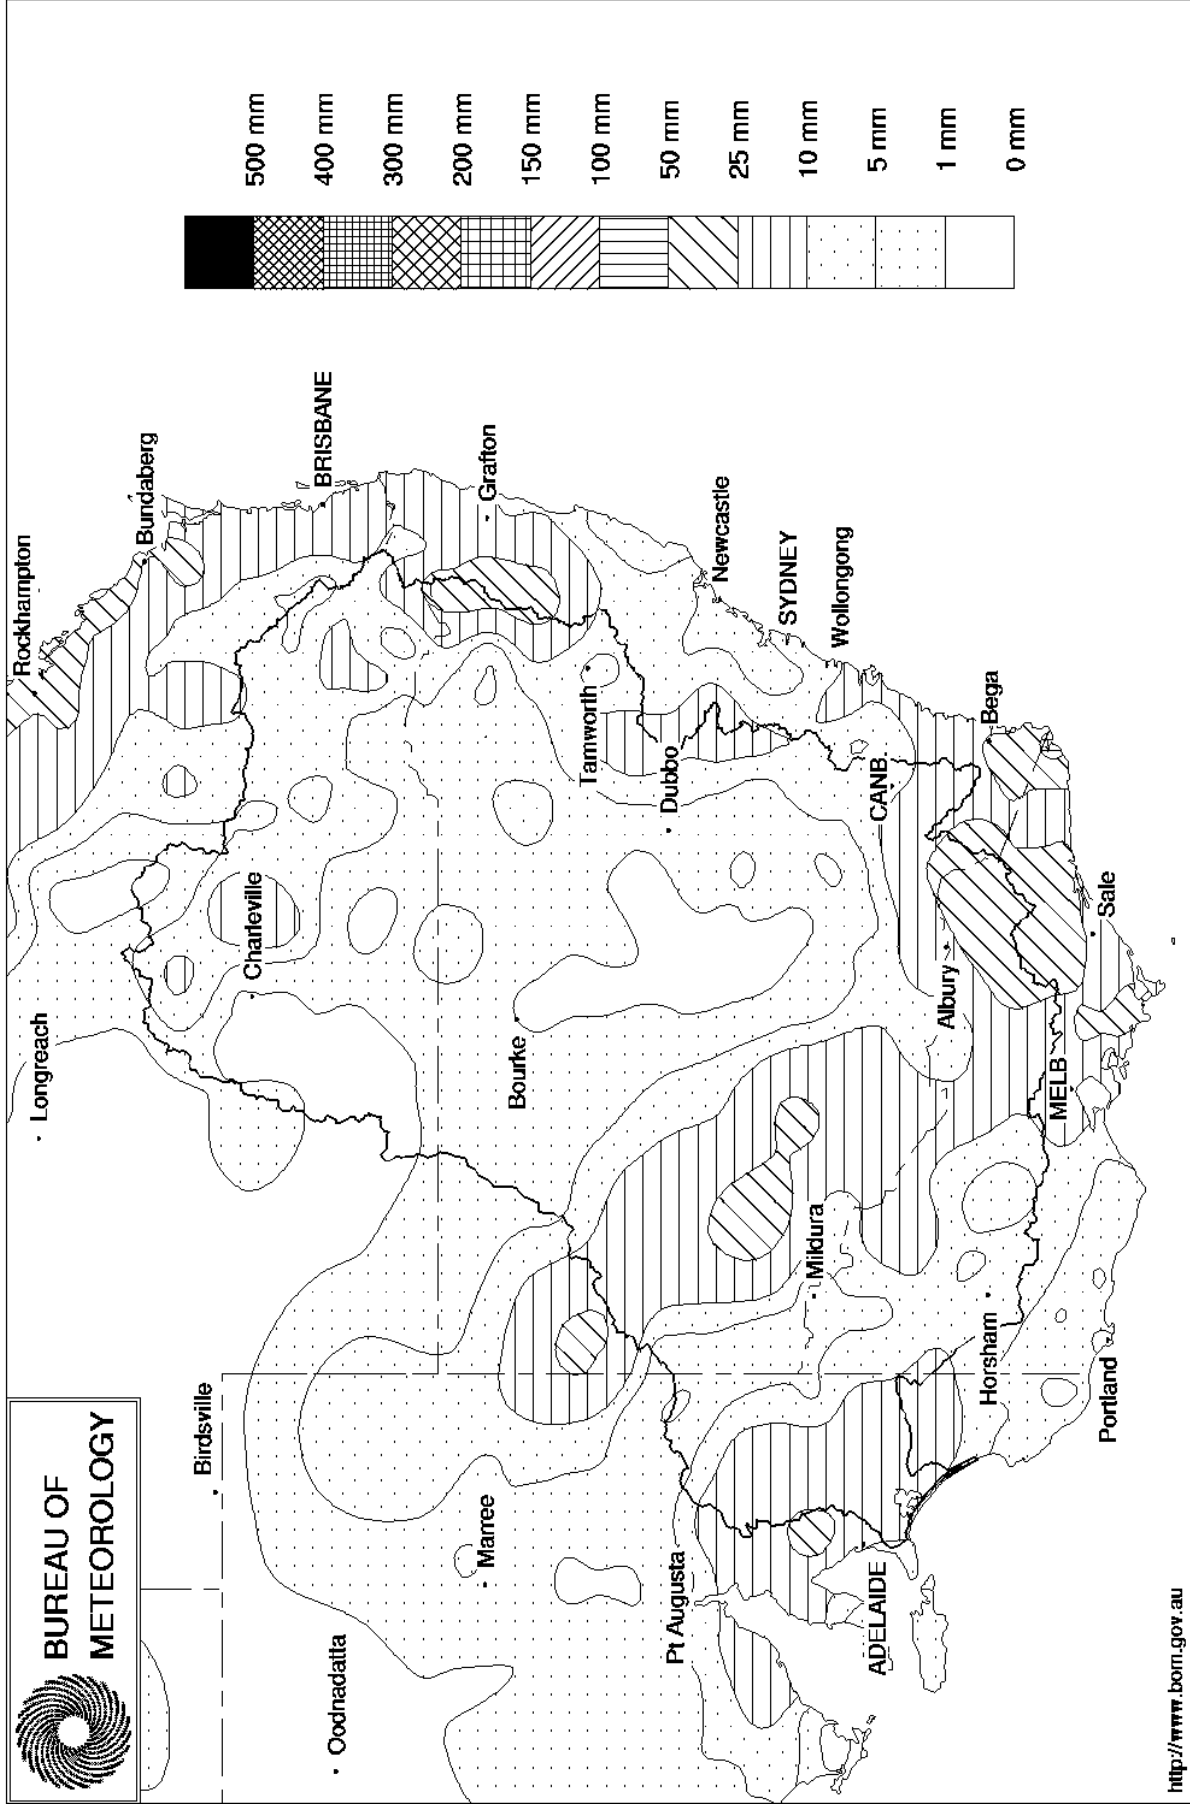 BUREAU OF
METEOROLOGY
Longreach
Rockhampton
Bundaberg
Birdsville
Charleville
BRISBANE
Oodnadatta
Marree
Bourke
Grafton
Tamworth
Newcastle
Pt Augusta
Dubbo
SYDNEY
Mildura
Wollongong
ADELAIDE
CANB.
Albury
Bega
Horsham
MELB
Sale
Portland
500 mm
400 mm
300 mm
200 mm
150 mm
100 mm
50 mm
25 mm
10 mm
5 mm
1 mm
0 mm
http://www.bom.gov.au